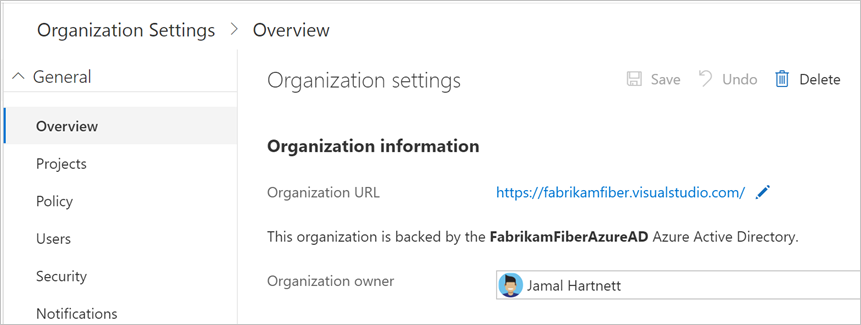 Organization Settings > Overview
General
Organization settings
Save Undo Delete
Overview
Organization information
Projects
Organization URL https://fabrikamfiber.visualstudio.com/
Policy
This organization is backed by the FabrikamFiberAzureAD Azure Active Directory.
Users
Security
Organization owner Jamal Hartnett
Notifications